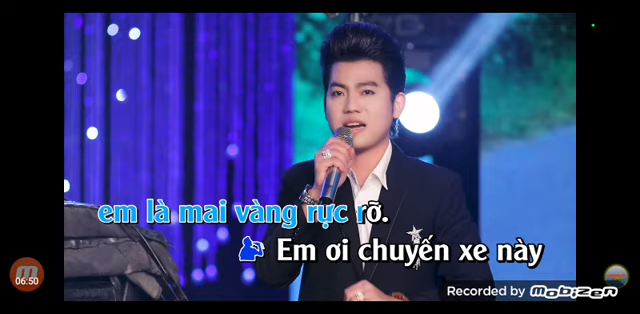 em là mai vàng rực rỡ.
Em ơi chuyến xe này
06:50
Recorded by mobizen